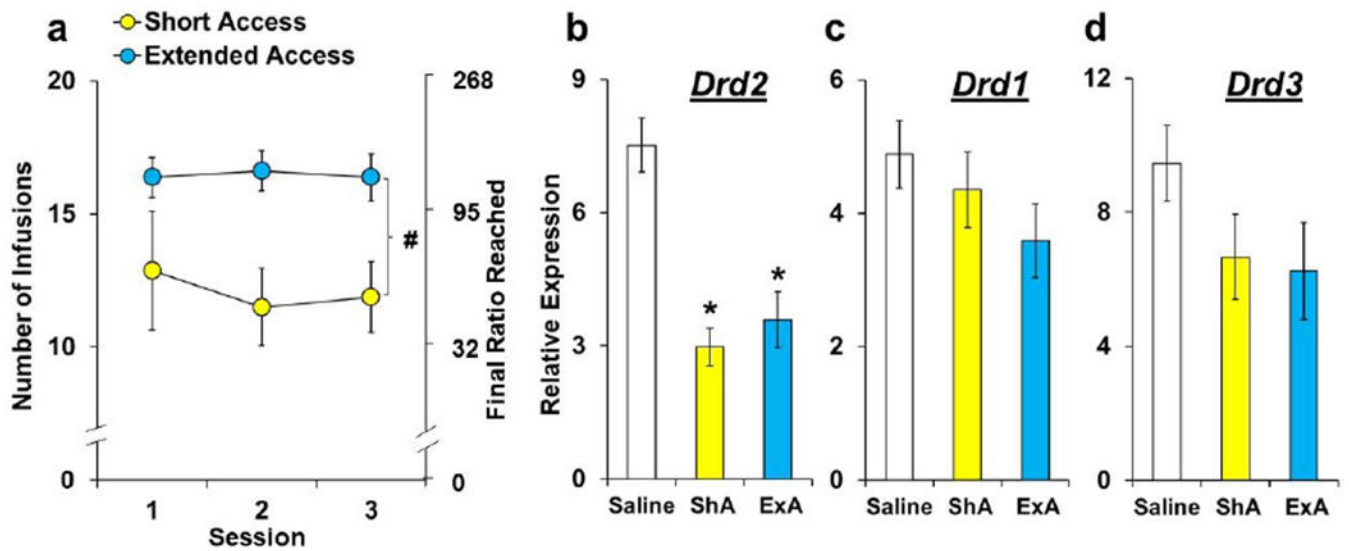 a
Short Access
Extended Access
20
15
10
0
Number of Infusions
1 2 3
Session
268
95
32
0
Final Ratio Reached
#
b
Drd2
9
6
3
0
Relative Expression
*
*
Saline ShA ExA
c
Drd1
6
4
2
0
Saline ShA ExA
d
Drd3
12
8
4
0
Saline ShA ExA